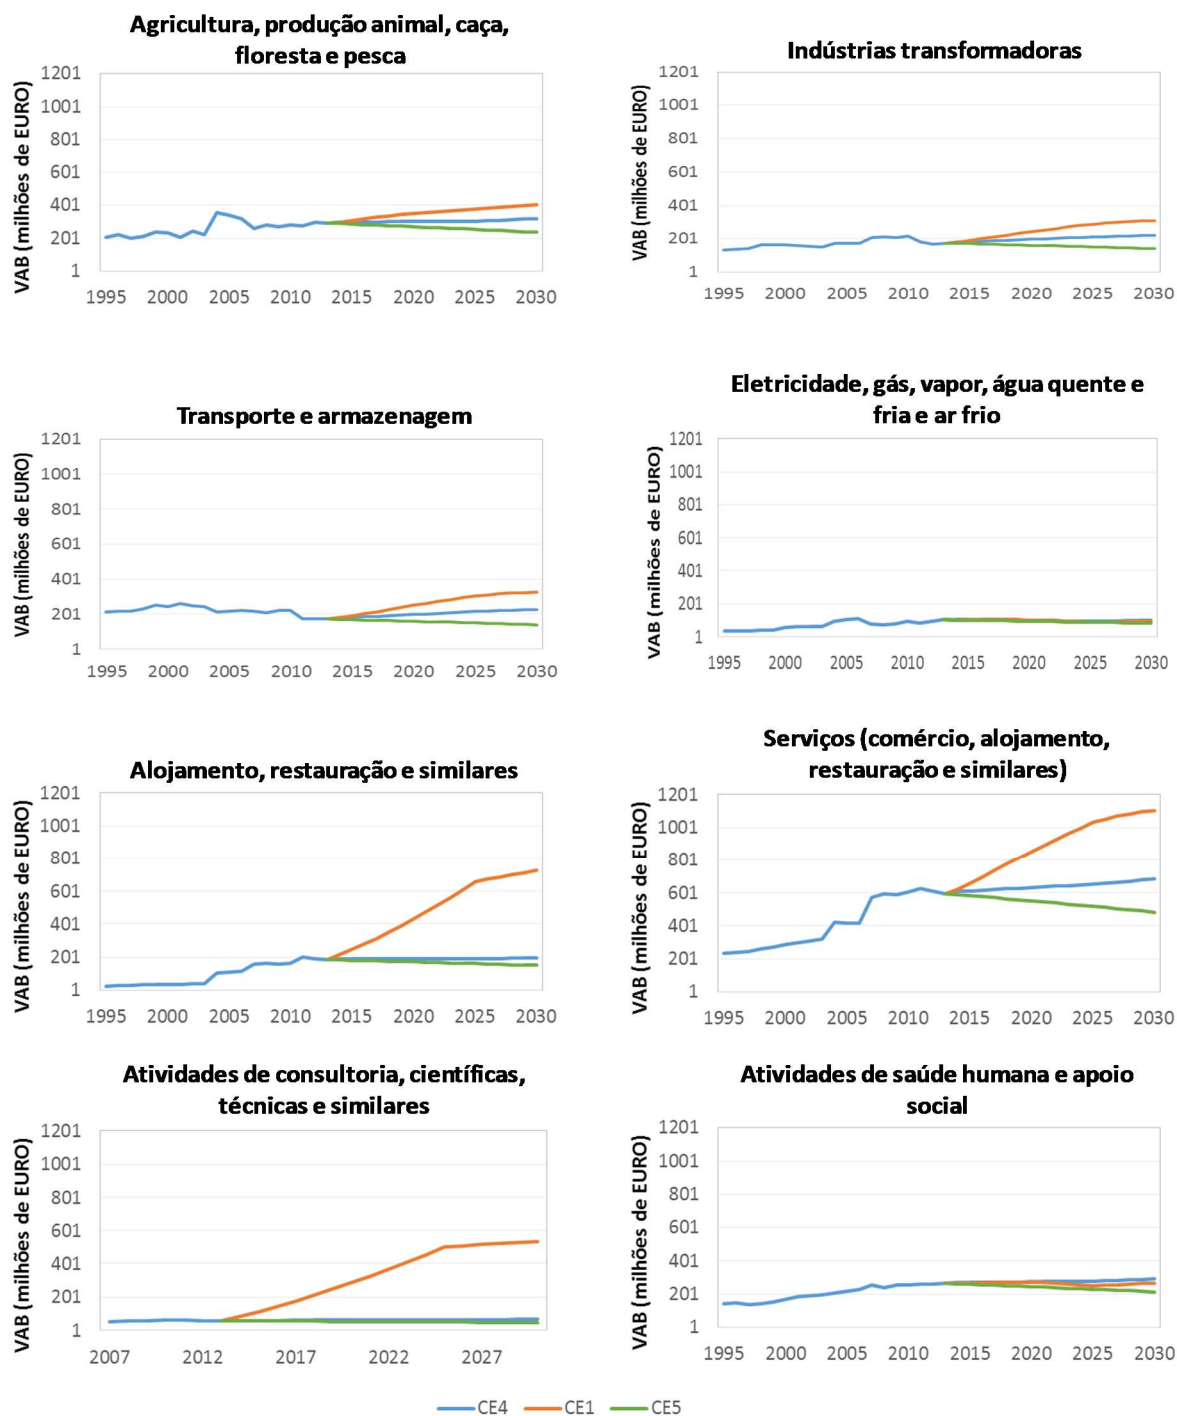 Agricultura, produção animal, caça,
floresta e pesca
VAB (milhões de EURO)
1201
1001
801
601
401
201
1
1995 2000 2005 2010 2015 2020 2025 2030
Indústrias transformadoras
VAB (milhões de EURO)
1201
1001
801
601
401
201
1
1995 2000 2005 2010 2015 2020 2025 2030
Transporte e armazenagem
VAB (milhões de EURO)
1201
1001
801
601
401
201
1
1995 2000 2005 2010 2015 2020 2025 2030
Eletricidade, gás, vapor, água quente e
fria e ar frio
VAB (milhões de EURO)
1201
1001
801
601
401
201
1
1995 2000 2005 2010 2015 2020 2025 2030
Alojamento, restauração e similares
VAB (milhões de EURO)
1201
1001
801
601
401
201
1
1995 2000 2005 2010 2015 2020 2025 2030
Serviços (comércio, alojamento,
restauração e similares)
VAB (milhões de EURO)
1201
1001
801
601
401
201
1
1995 2000 2005 2010 2015 2020 2025 2030
Atividades de consultoria, científicas,
técnicas e similares
VAB (milhões de EURO)
1201
1001
801
601
401
201
1
2007 2012 2017 2022 2027
Atividades de saúde humana e apoio
social
VAB (milhões de EURO)
1201
1001
801
601
401
201
1
1995 2000 2005 2010 2015 2020 2025 2030
CE4 CE1 CE5